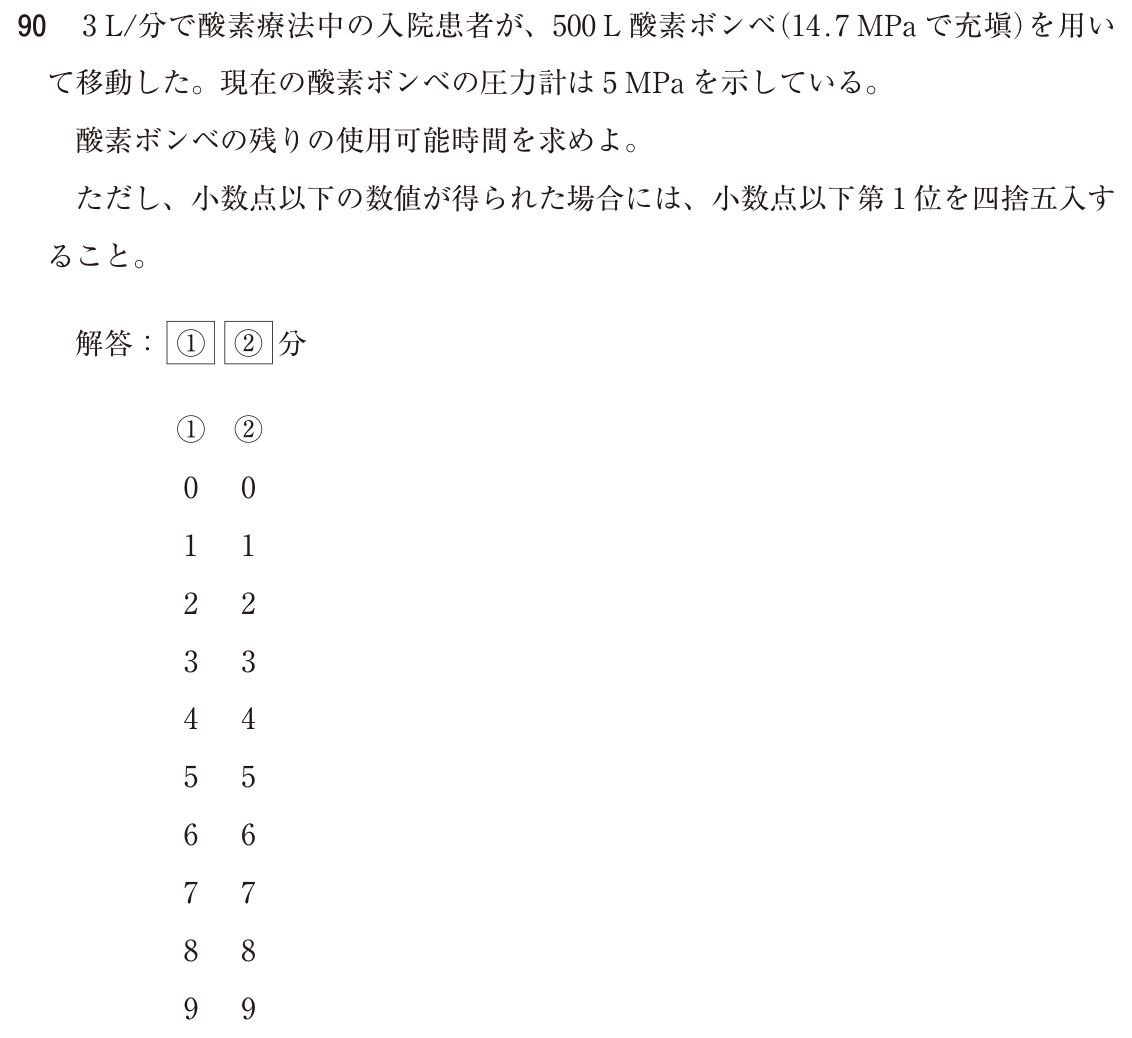 90 3 L/分で酸素療法中の入院患者が、500 L 酸素ボンベ(14.7 MPa で充塡)を用い
て移動した。現在の酸素ボンベの圧力計は 5 MPa を示している。
酸素ボンベの残りの使用可能時間を求めよ。
ただし、小数点以下の数値が得られた場合には、小数点以下第 1 位を四捨五入す
ること。
解答：① ② 分
① ②
0 0
1 1
2 2
3 3
4 4
5 5
6 6
7 7
8 8
9 9